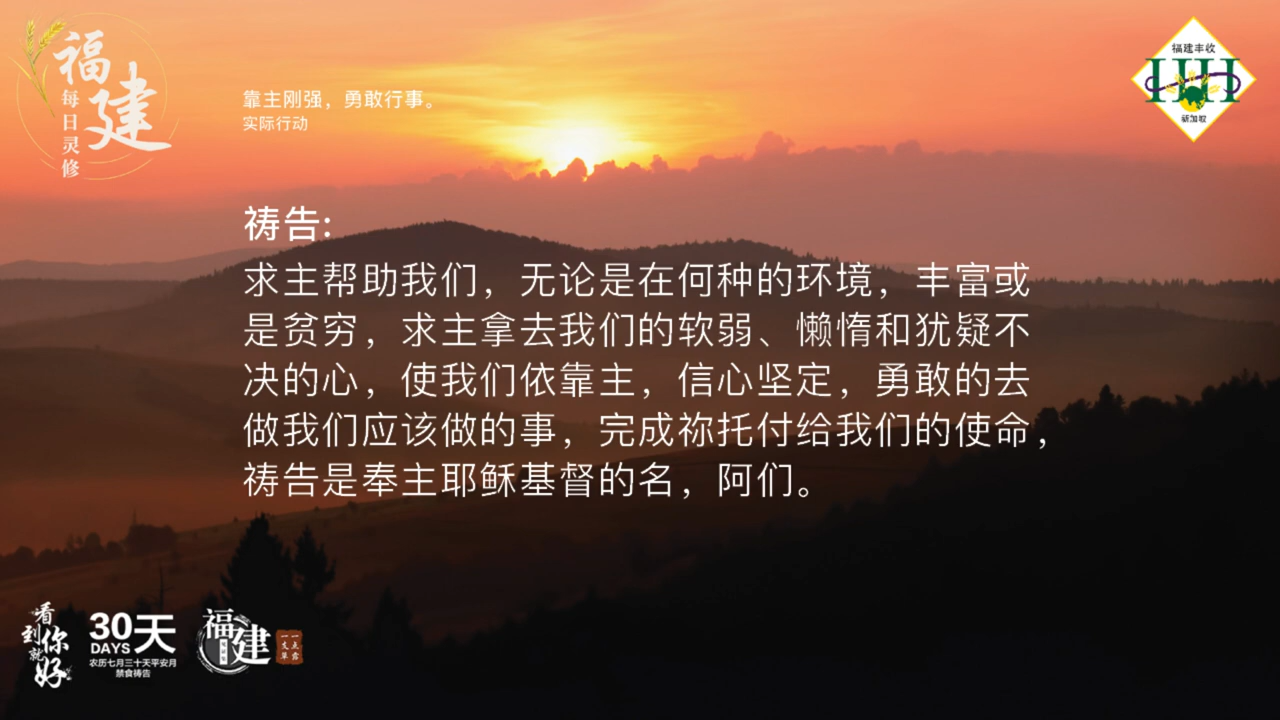 福建
每日灵修
靠主刚强，勇敢行事。
实际行动
福建丰收
HH
新加坡
祷告:
求主帮助我们，无论是在何种的环境，丰富或
是贫穷，求主拿去我们的软弱、懒惰和犹疑不
决的心，使我们依靠主，信心坚定，勇敢的去
做我们应该做的事，完成祢托付给我们的使命，
祷告是奉主耶稣基督的名，阿们。
看到你就好
30天
DAYS
农历七月三十天平安月
禁食祷告
福建
一点露
一支草